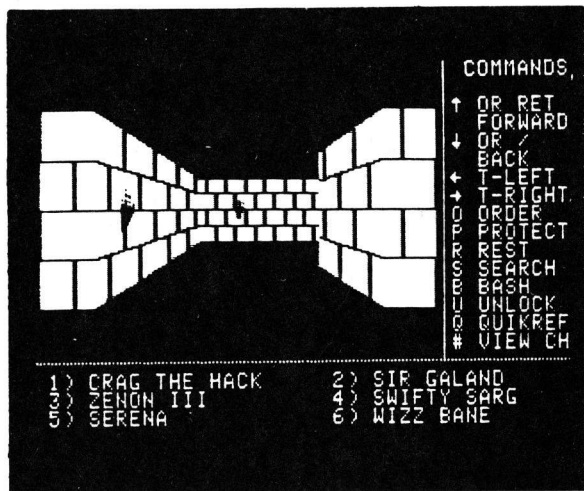 COMMANDS,
↑ OR RET
FORWARD
↓ OR /
BACK
← T-LEFT
→ T-RIGHT
O ORDER
P PROTECT
R REST
S SEARCH
B BASH
U UNLOCK
Q QUIKREF
# VIEW CH
1) CRAG THE HACK 2) SIR GALAND
3) ZENON III 4) SWIFTY SARG
5) SERENA 6) WIZZ BANE